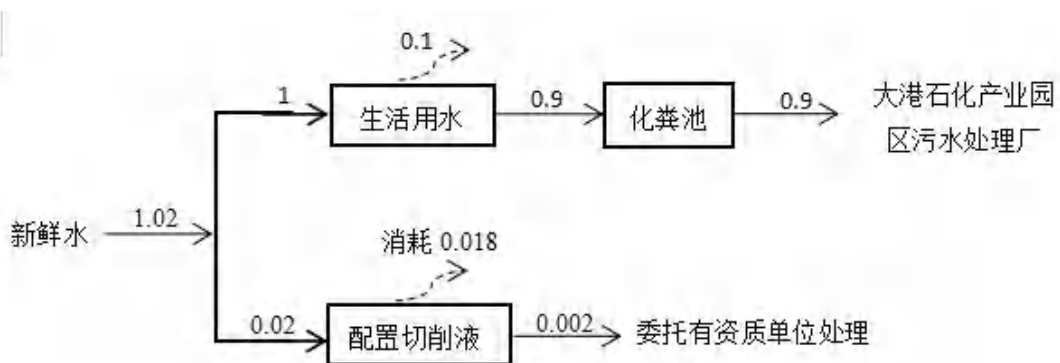 0.1
1
生活用水
0.9
化粪池
0.9
大港石化产业园
区污水处理厂
新鲜水
1.02
消耗 0.018
0.02
配置切削液
0.002
委托有资质单位处理